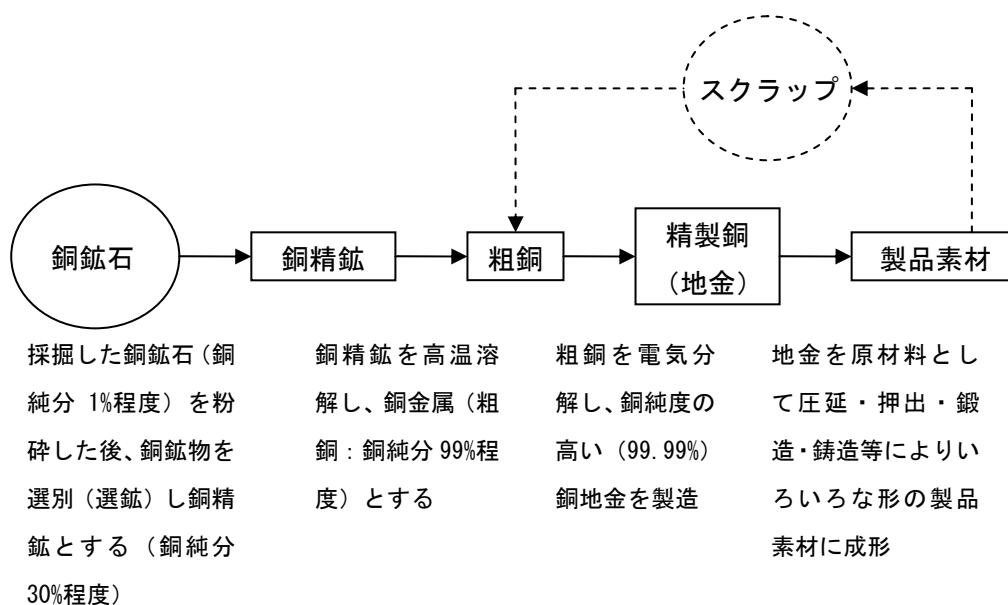 スクラップ
銅鉱石
銅精鉱
粗銅
精製銅
（地金）
製品素材
採掘した銅鉱石（銅
純分 1%程度）を粉
砕した後、銅鉱物を
選別（選鉱）し銅精
鉱とする（銅純分
30%程度）
銅精鉱を高温溶
解し、銅金属（粗
銅：銅純分 99%程
度）とする
粗銅を電気分
解し、銅純度の
高い（99.99%）
銅地金を製造
地金を原材料とし
て圧延・押出・鍛
造・鋳造等によりい
ろいろな形の製品
素材に成形